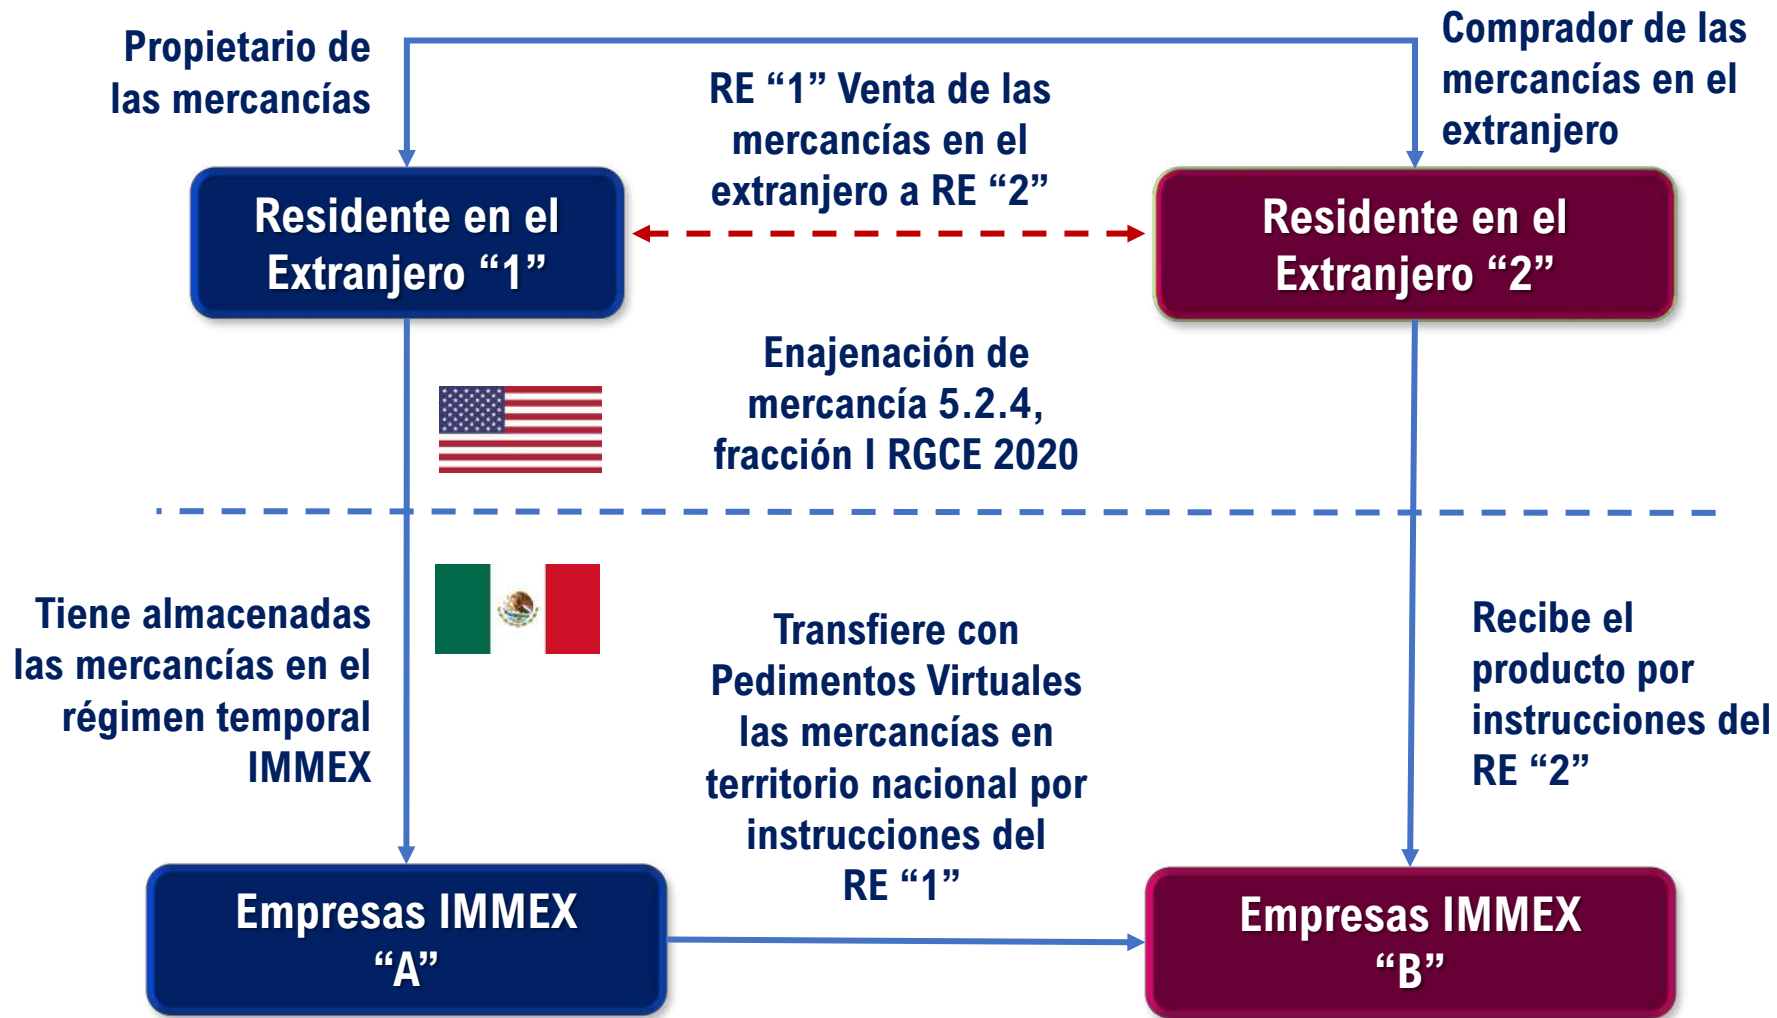 Propietario de
las mercancías
RE “1” Venta de las
mercancías en el
extranjero a RE “2”
Comprador de las
mercancías en el
extranjero
Residente en el
Extranjero “1”
Residente en el
Extranjero “2”
Enajenación de
mercancía 5.2.4,
fracción I RGCE 2020
Tiene almacenadas
las mercancías en el
régimen temporal
IMMEX
Transfiere con
Pedimentos Virtuales
las mercancías en
territorio nacional por
instrucciones del
RE “1”
Recibe el
producto por
instrucciones del
RE “2”
Empresas IMMEX
“A”
Empresas IMMEX
“B”